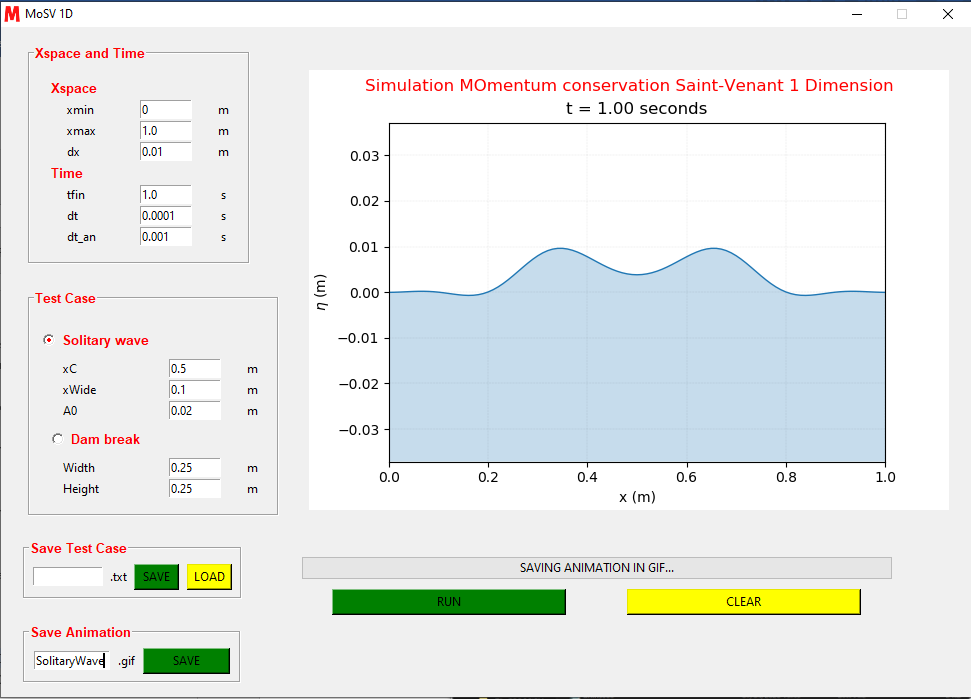 MoSV 1D
Xspace and Time
Xspace
xmin 0 m
xmax 1.0 m
dx 0.01 m
Time
tfin 1.0 s
dt 0.0001 s
dt_an 0.001 s
Test Case
Solitary wave
xC 0.5 m
xWide 0.1 m
A0 0.02 m
Dam break
Width 0.25 m
Height 0.25 m
Save Test Case
.txt SAVE LOAD
Save Animation
SolitaryWave .gif SAVE
Simulation MOmentum conservation Saint-Venant 1 Dimension
t = 1.00 seconds
0.03
0.02
0.01
0.00
−0.01
−0.02
−0.03
η (m)
0.0 0.2 0.4 0.6 0.8 1.0
x (m)
SAVING ANIMATION IN GIF...
RUN CLEAR